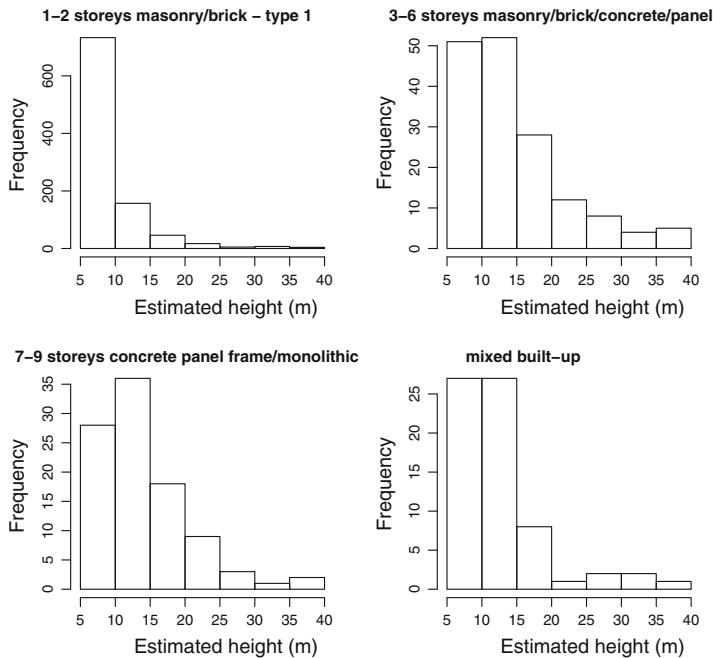 1–2 storeys masonry/brick – type 1
Frequency
600
400
200
0
5 10 15 20 25 30 35 40
Estimated height (m)
3–6 storeys masonry/brick/concrete/panel
Frequency
50
40
30
20
10
0
5 10 15 20 25 30 35 40
Estimated height (m)
7–9 storeys concrete panel frame/monolithic
Frequency
35
30
25
20
15
10
5
0
5 10 15 20 25 30 35 40
Estimated height (m)
mixed built–up
Frequency
25
20
15
10
5
0
5 10 15 20 25 30 35 40
Estimated height (m)